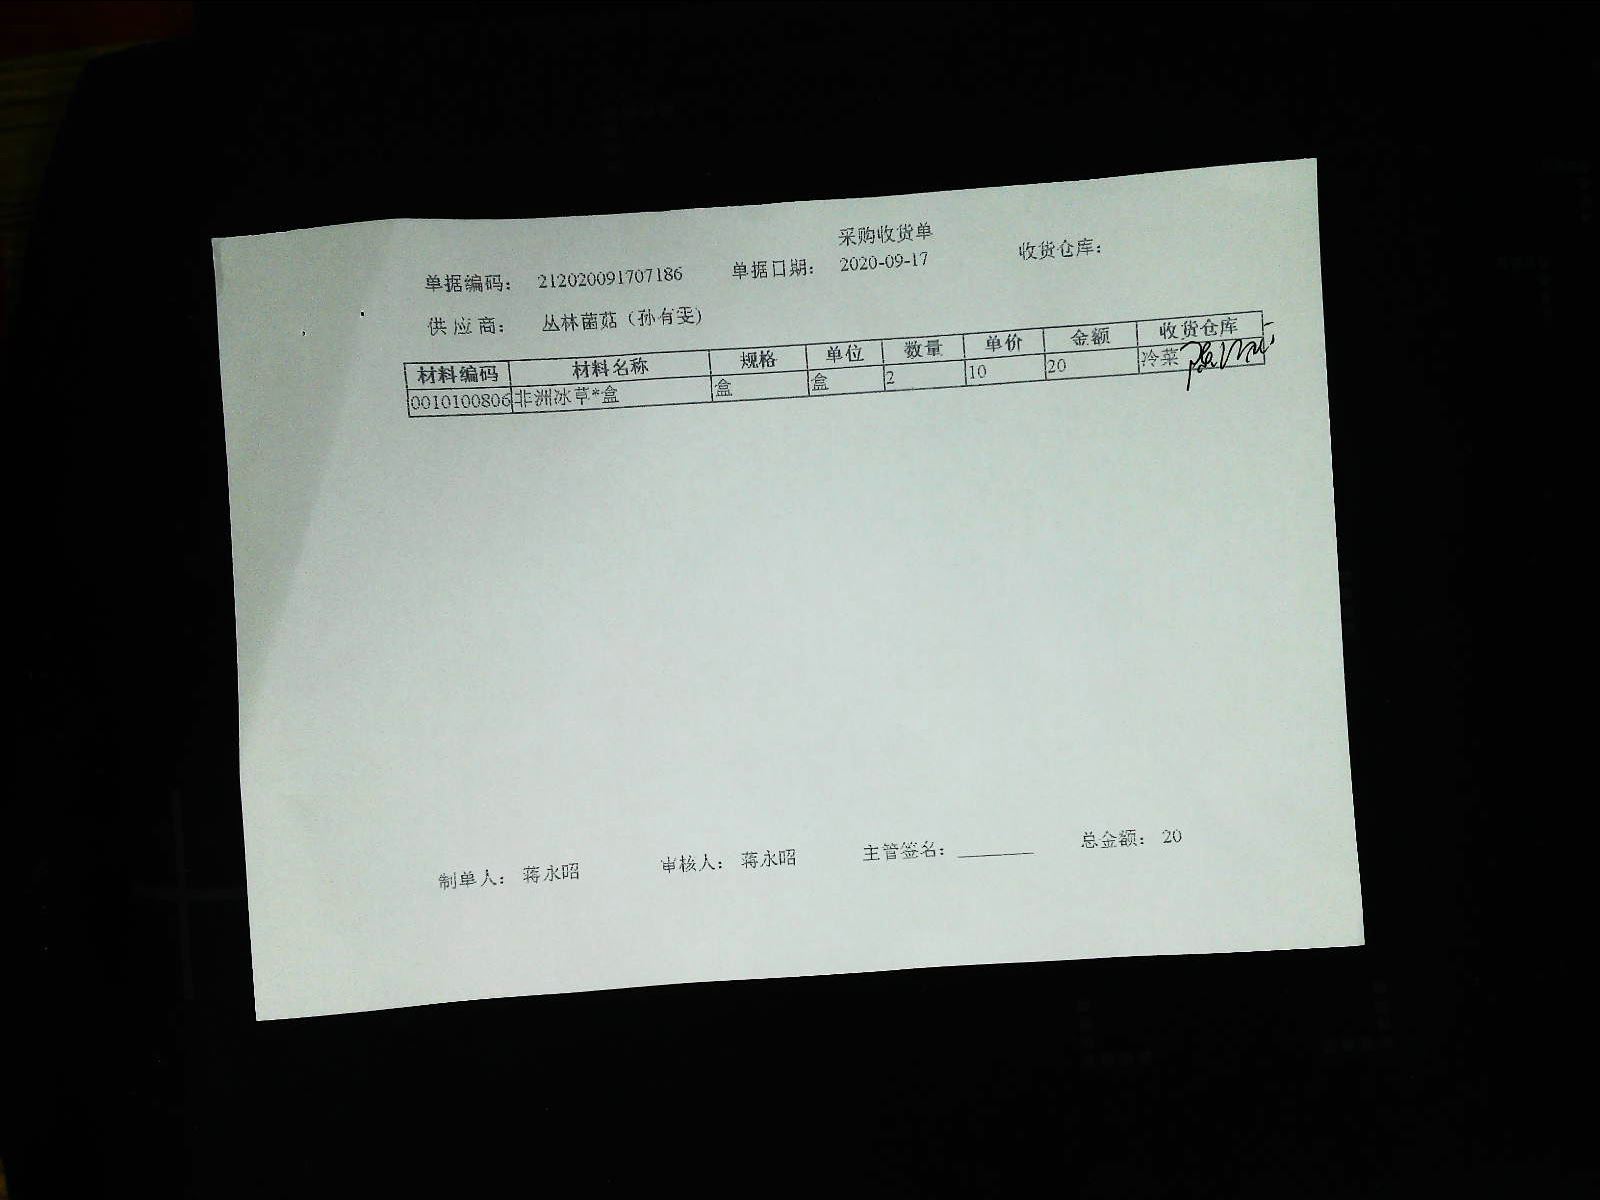 采购收货单
单据编码： 212020091707186 单据日期： 2020-09-17 收货仓库：
供应商： 丛林菌菇（孙有雯）
材料编码 材料名称 规格 单位 数量 单价 金额 收货仓库
0010100806 非洲冰草*盒 盒 盒 2 10 20 冷菜
制单人： 蒋永昭 审核人： 蒋永昭 主管签名： 总金额： 20